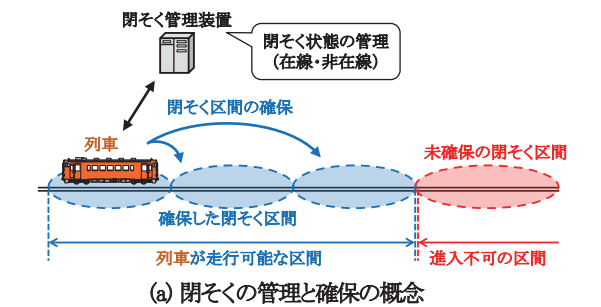 閉そく管理装置
閉そく状態の管理
（在線・非在線）
閉そく区間の確保
列車
未確保の閉そく区間
確保した閉そく区間
列車が走行可能な区間
進入不可の区間
(a) 閉そくの管理と確保の概念